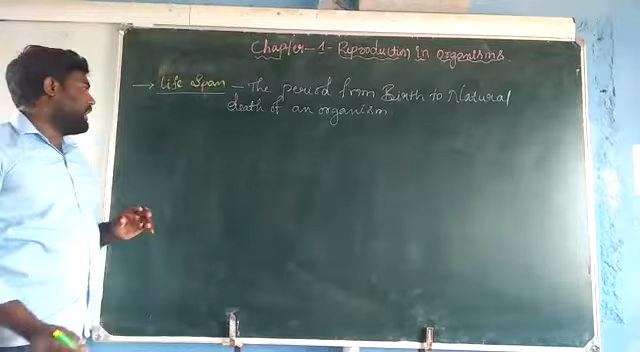 Chapter-1-Reproduction in organisms.
→ Life Span - The period from Birth to Natural
death of an organism.